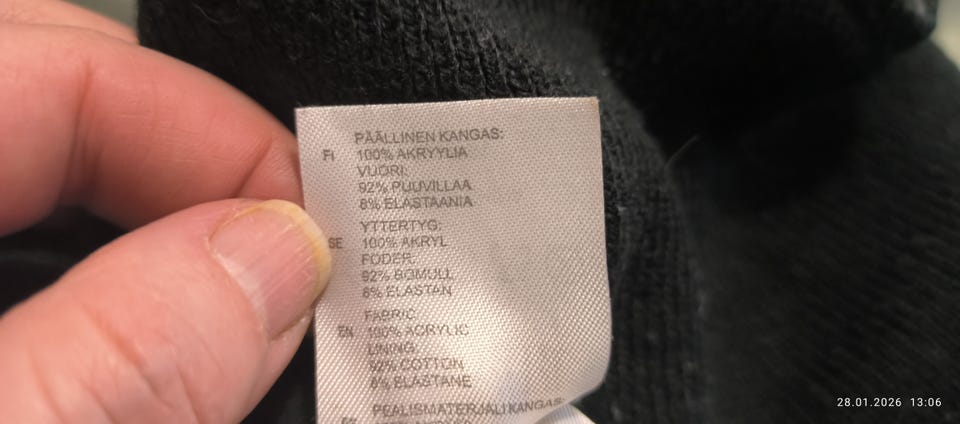 PÄÄLLINEN KANGAS:
FI 100% AKRYYLIA
VUORI:
92% PUUVILLAA
8% ELASTAANIA
YTTERTYG:
SE 100% AKRYL
FODER:
92% BOMULL
8% ELASTAN
FABRIC
EN 100% ACRYLIC
LINING:
92% COTTON
8% ELASTANE
PEALISMATERJALI KANGAS:
28.01.2026 13:06